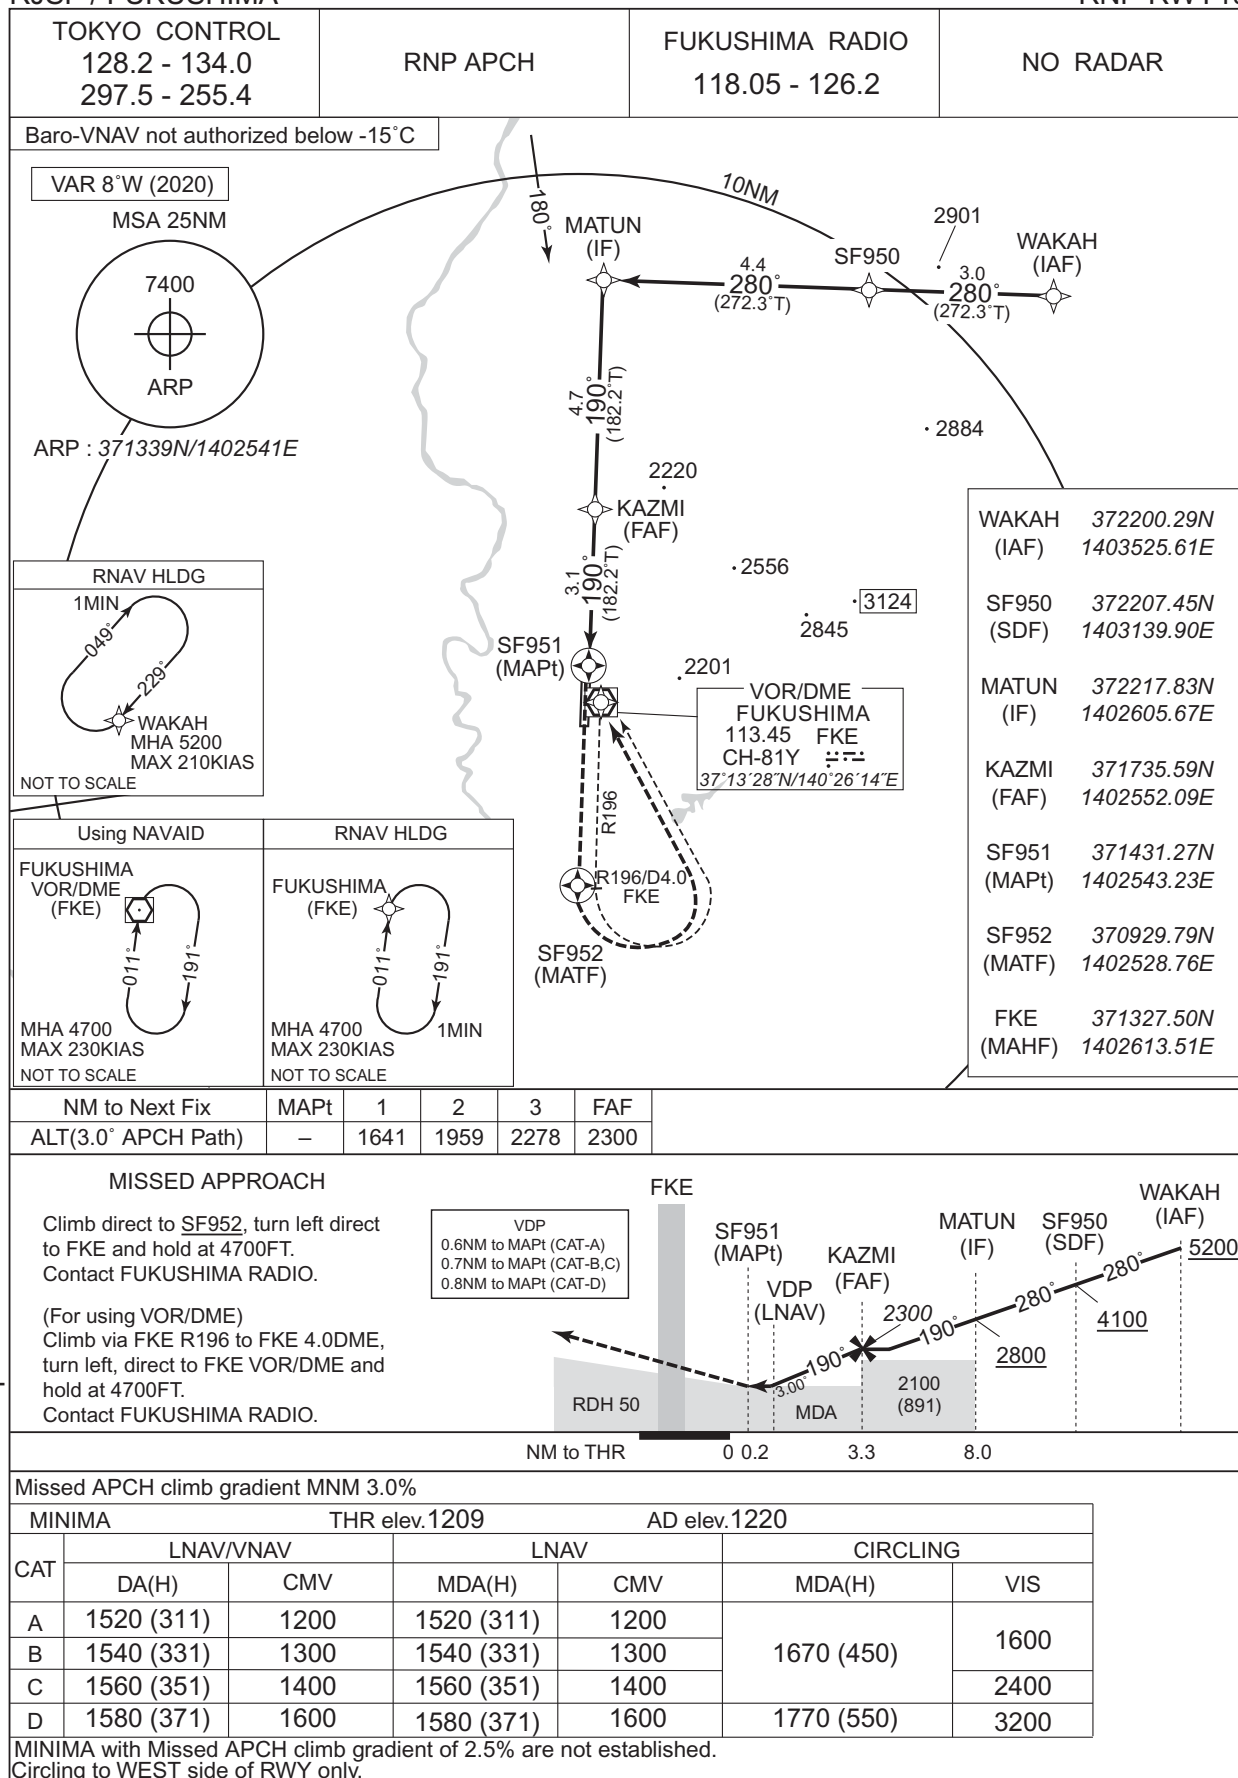 TOKYO CONTROL
128.2 - 134.0
297.5 - 255.4
RNP APCH
FUKUSHIMA RADIO
118.05 - 126.2
NO RADAR
Baro-VNAV not authorized below -15˚C
VAR 8˚W (2020)
MSA 25NM
7400
ARP
ARP : 371339N/1402541E
180˚
10NM
MATUN
(IF)
4.4
280˚
(272.3˚T)
SF950
2901
3.0
280˚
(272.3˚T)
WAKAH
(IAF)
4.7
190˚
(182.2˚T)
2884
2220
KAZMI
(FAF)
3.1
190˚
(182.2˚T)
2556
3124
2845
SF951
(MAPt)
2201
VOR/DME
FUKUSHIMA
113.45 FKE
CH-81Y
37˚13´28˝N/140˚26´14˝E
R196
R196/D4.0
FKE
SF952
(MATF)
WAKAH 372200.29N
(IAF) 1403525.61E
SF950 372207.45N
(SDF) 1403139.90E
MATUN 372217.83N
(IF) 1402605.67E
KAZMI 371735.59N
(FAF) 1402552.09E
SF951 371431.27N
(MAPt) 1402543.23E
SF952 370929.79N
(MATF) 1402528.76E
FKE 371327.50N
(MAHF) 1402613.51E
RNAV HLDG
1MIN
049˚
229˚
WAKAH
MHA 5200
MAX 210KIAS
NOT TO SCALE
Using NAVAID
FUKUSHIMA
VOR/DME
(FKE)
011˚
191˚
MHA 4700
MAX 230KIAS
NOT TO SCALE
RNAV HLDG
FUKUSHIMA
(FKE)
011˚
191˚
MHA 4700
1MIN
MAX 230KIAS
NOT TO SCALE
NM to Next Fix MAPt 1 2 3 FAF
ALT(3.0˚ APCH Path) – 1641 1959 2278 2300
MISSED APPROACH
Climb direct to SF952, turn left direct
to FKE and hold at 4700FT.
Contact FUKUSHIMA RADIO.
(For using VOR/DME)
Climb via FKE R196 to FKE 4.0DME,
turn left, direct to FKE VOR/DME and
hold at 4700FT.
Contact FUKUSHIMA RADIO.
VDP
0.6NM to MAPt (CAT-A)
0.7NM to MAPt (CAT-B,C)
0.8NM to MAPt (CAT-D)
FKE
SF951
(MAPt)
VDP
(LNAV)
KAZMI
(FAF)
2300
MATUN
(IF)
SF950
(SDF)
WAKAH
(IAF)
5200
280˚
280˚
4100
190˚
2800
190˚
3.00˚
RDH 50
MDA
2100
(891)
NM to THR 0 0.2 3.3 8.0
Missed APCH climb gradient MNM 3.0%
MINIMA THR elev.1209 AD elev.1220
CAT LNAV/VNAV LNAV CIRCLING
DA(H) CMV MDA(H) CMV MDA(H) VIS
A 1520 (311) 1200 1520 (311) 1200
B 1540 (331) 1300 1540 (331) 1300 1670 (450) 1600
C 1560 (351) 1400 1560 (351) 1400 2400
D 1580 (371) 1600 1580 (371) 1600 1770 (550) 3200
MINIMA with Missed APCH climb gradient of 2.5% are not established.
Circling to WEST side of RWY only.